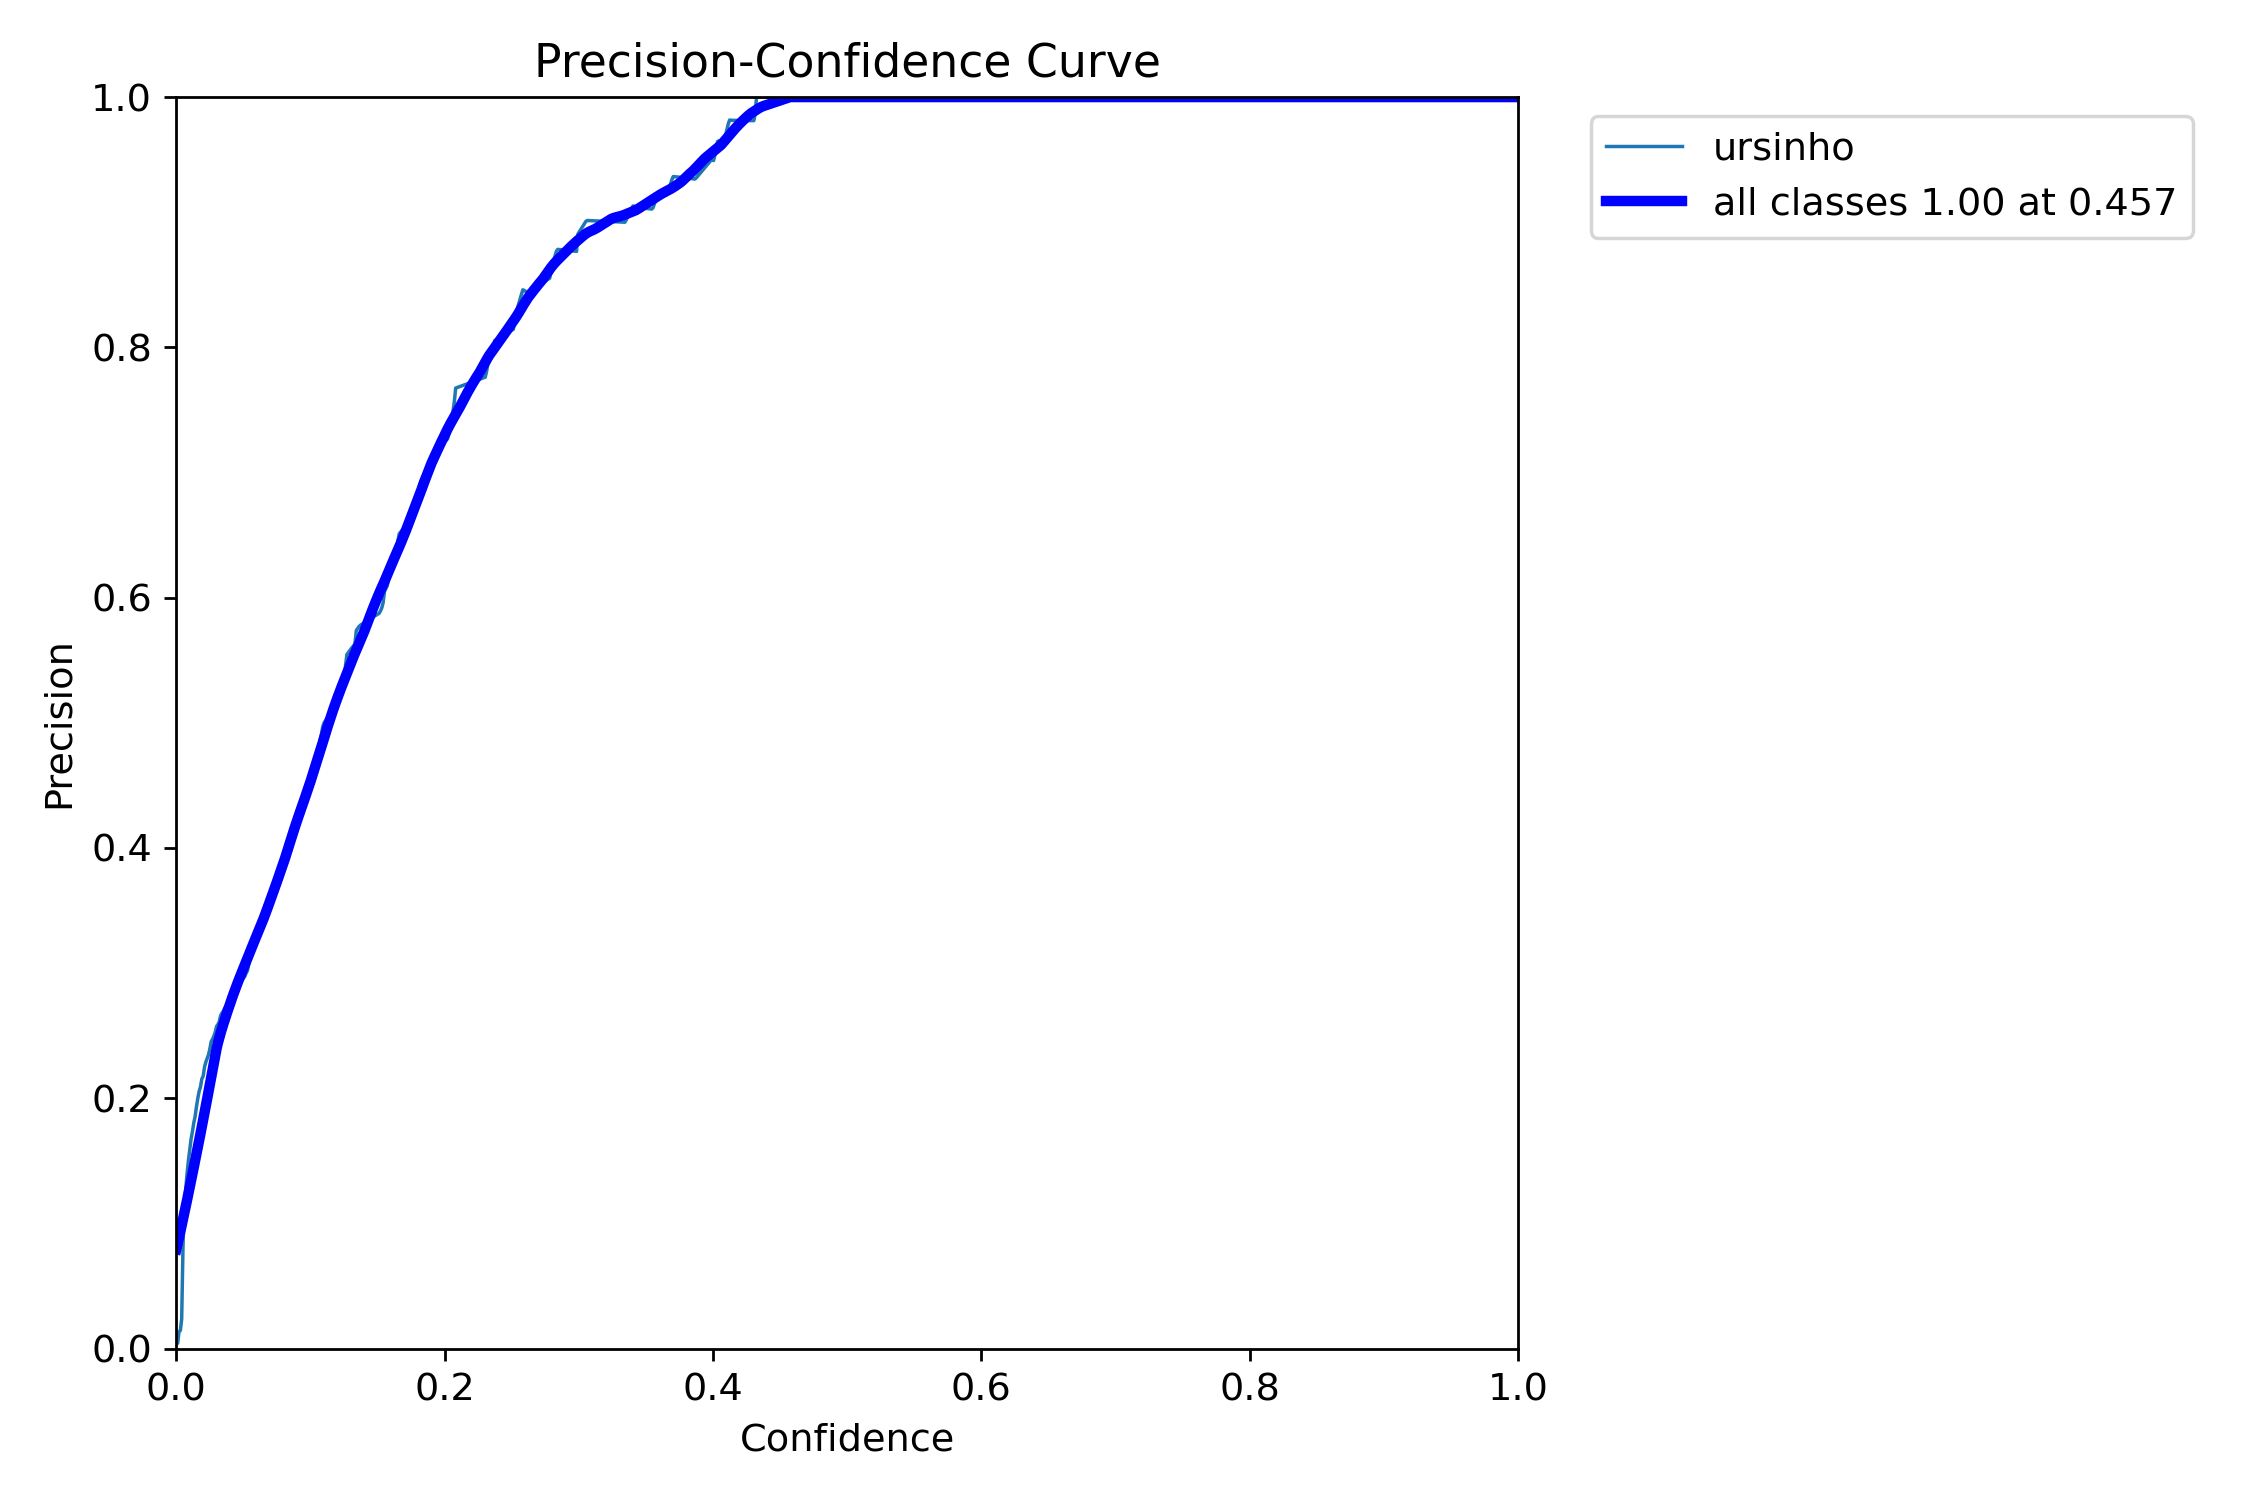 Precision-Confidence Curve
ursinho
all classes 1.00 at 0.457
Precision
1.0
0.8
0.6
0.4
0.2
0.0
0.0 0.2 0.4 0.6 0.8 1.0
Confidence